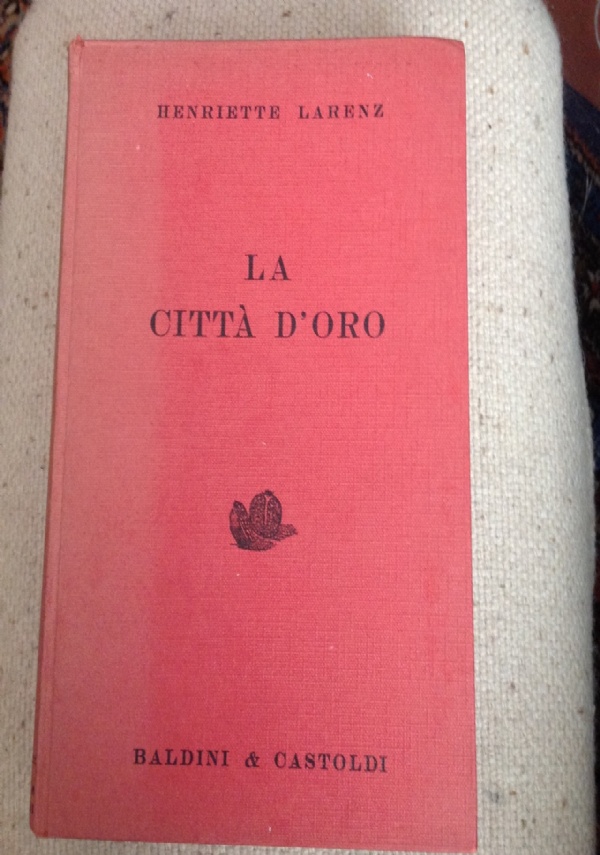 HENRIETTE LARENZ
LA
CITTÀ D'ORO
BALDINI & CASTOLDI